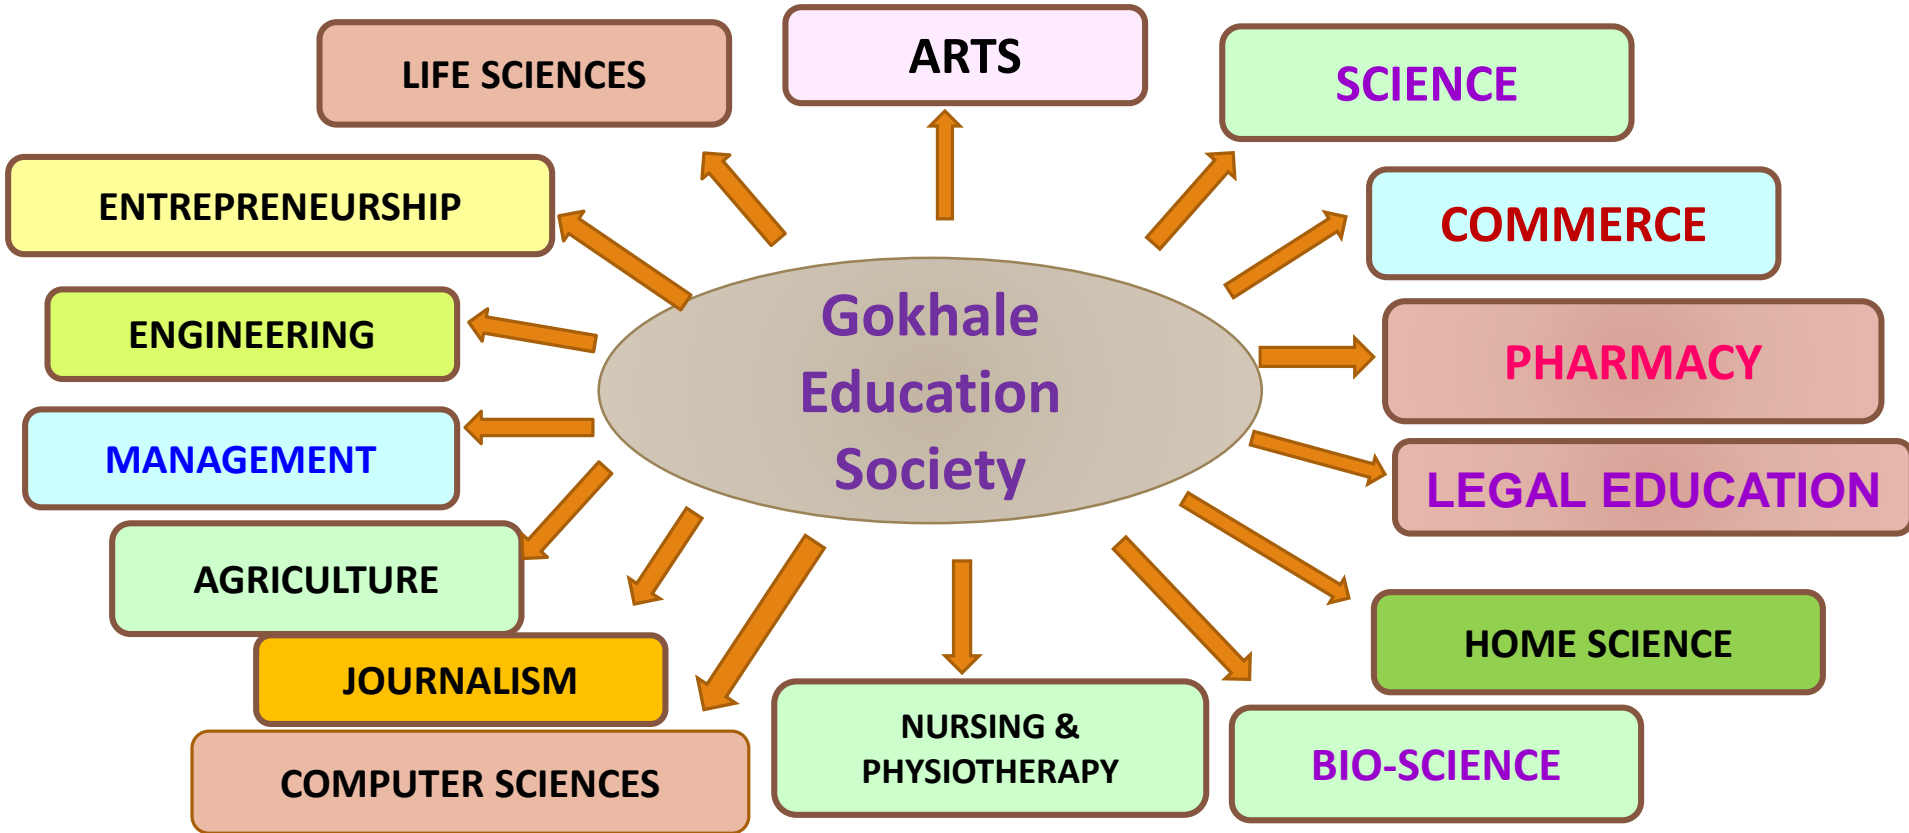 LIFE SCIENCES
ARTS
SCIENCE
ENTREPRENEURSHIP
COMMERCE
ENGINEERING
Gokhale
Education
Society
PHARMACY
MANAGEMENT
LEGAL EDUCATION
AGRICULTURE
HOME SCIENCE
JOURNALISM
NURSING &
PHYSIOTHERAPY
BIO-SCIENCE
COMPUTER SCIENCES